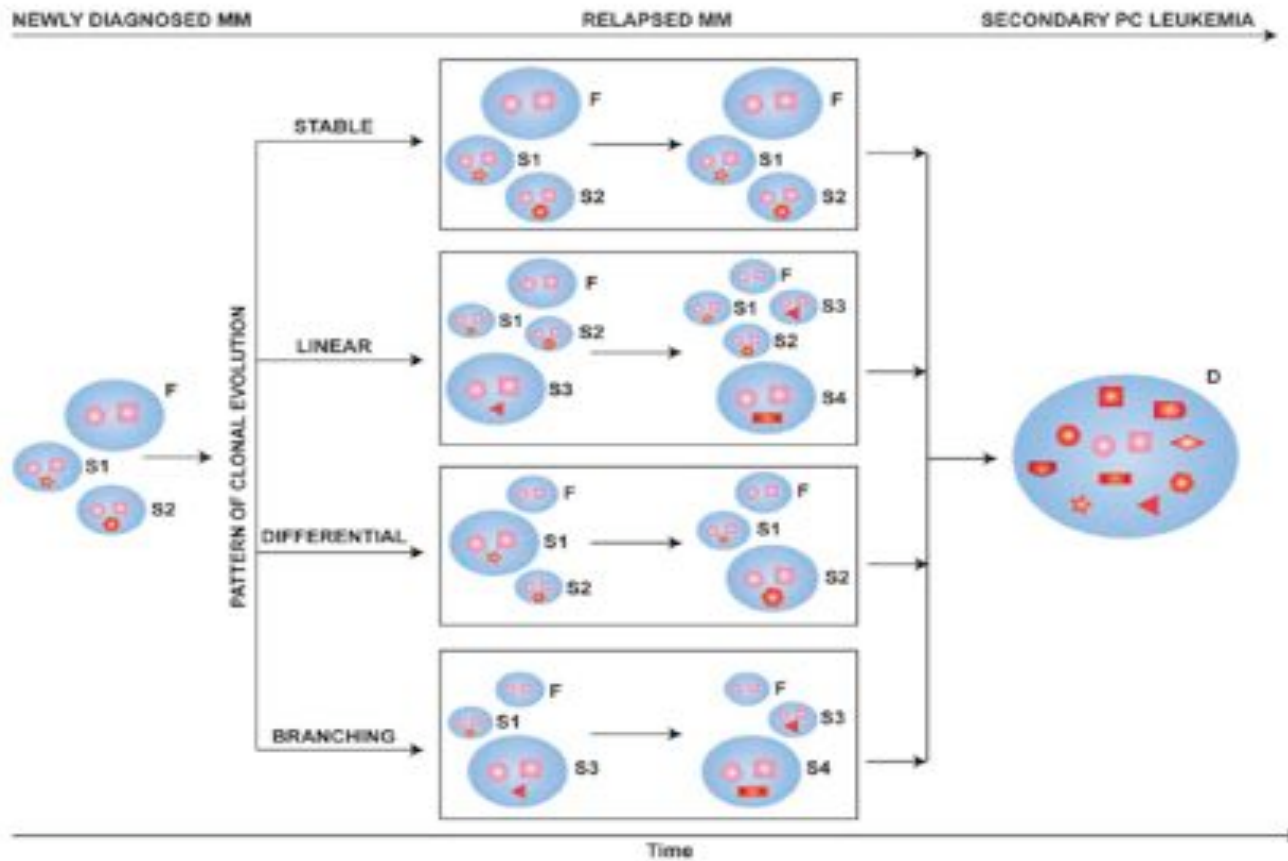 NEWLY DIAGNOSED MM
RELAPSED MM
SECONDARY PC LEUKEMIA
F
S1
S2
PATTERN OF CLONAL EVOLUTION
STABLE
F
S1
S2
F
S1
S2
LINEAR
F
S1
S2
S3
F
S1
S3
S2
S4
DIFFERENTIAL
F
S1
S2
F
S1
S2
BRANCHING
F
S1
S3
F
S3
S4
D
Time